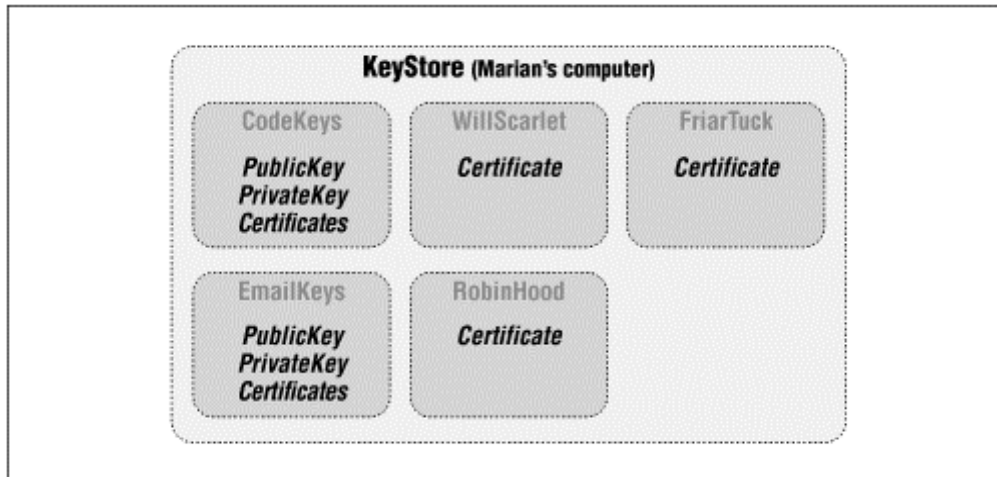 KeyStore (Marian's computer)
CodeKeys
PublicKey
PrivateKey
Certificates
WillScarlet
Certificate
FriarTuck
Certificate
EmailKeys
PublicKey
PrivateKey
Certificates
RobinHood
Certificate